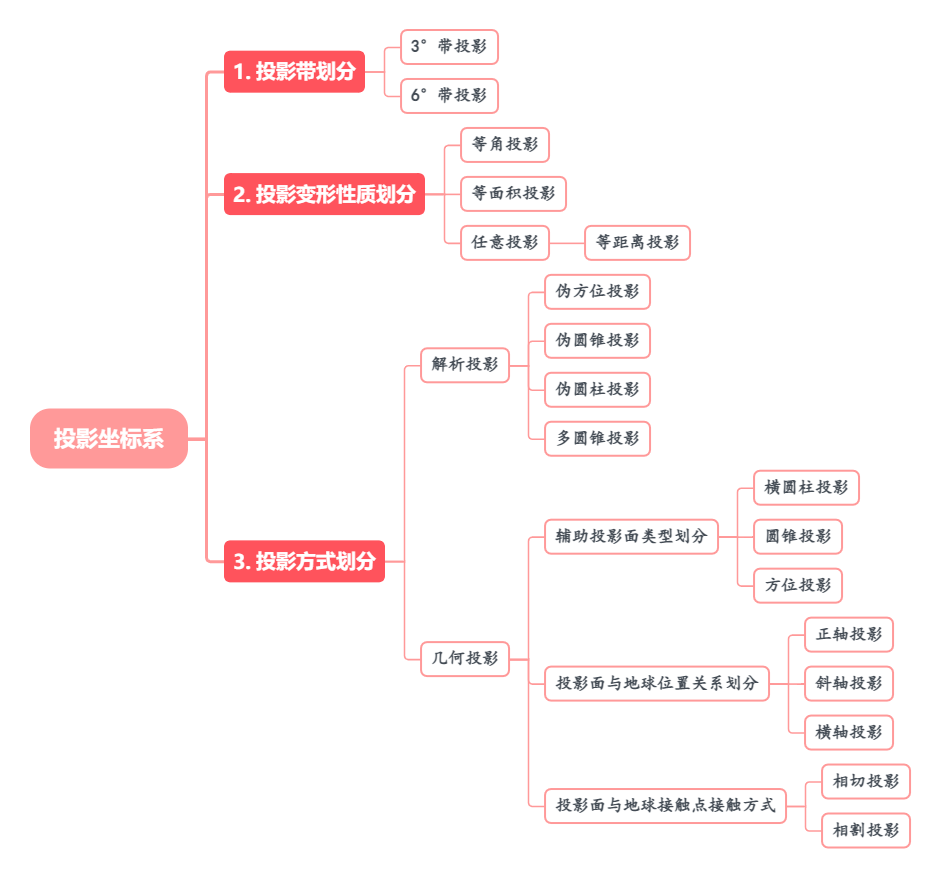 3° 带投影
1. 投影带划分
6° 带投影
等角投影
2. 投影变形性质划分
等面积投影
任意投影
等距离投影
伪方位投影
伪圆锥投影
解析投影
伪圆柱投影
多圆锥投影
投影坐标系
横圆柱投影
辅助投影面类型划分
圆锥投影
3. 投影方式划分
方位投影
正轴投影
几何投影
投影面与地球位置关系划分
斜轴投影
横轴投影
相切投影
投影面与地球接触点接触方式
相割投影